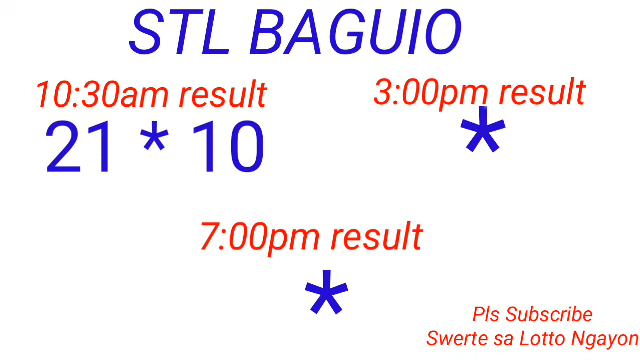 STL BAGUIO
10:30am result
21 * 10
3:00pm result
*
7:00pm result
*
Pls Subscribe
Swerte sa Lotto Ngayon